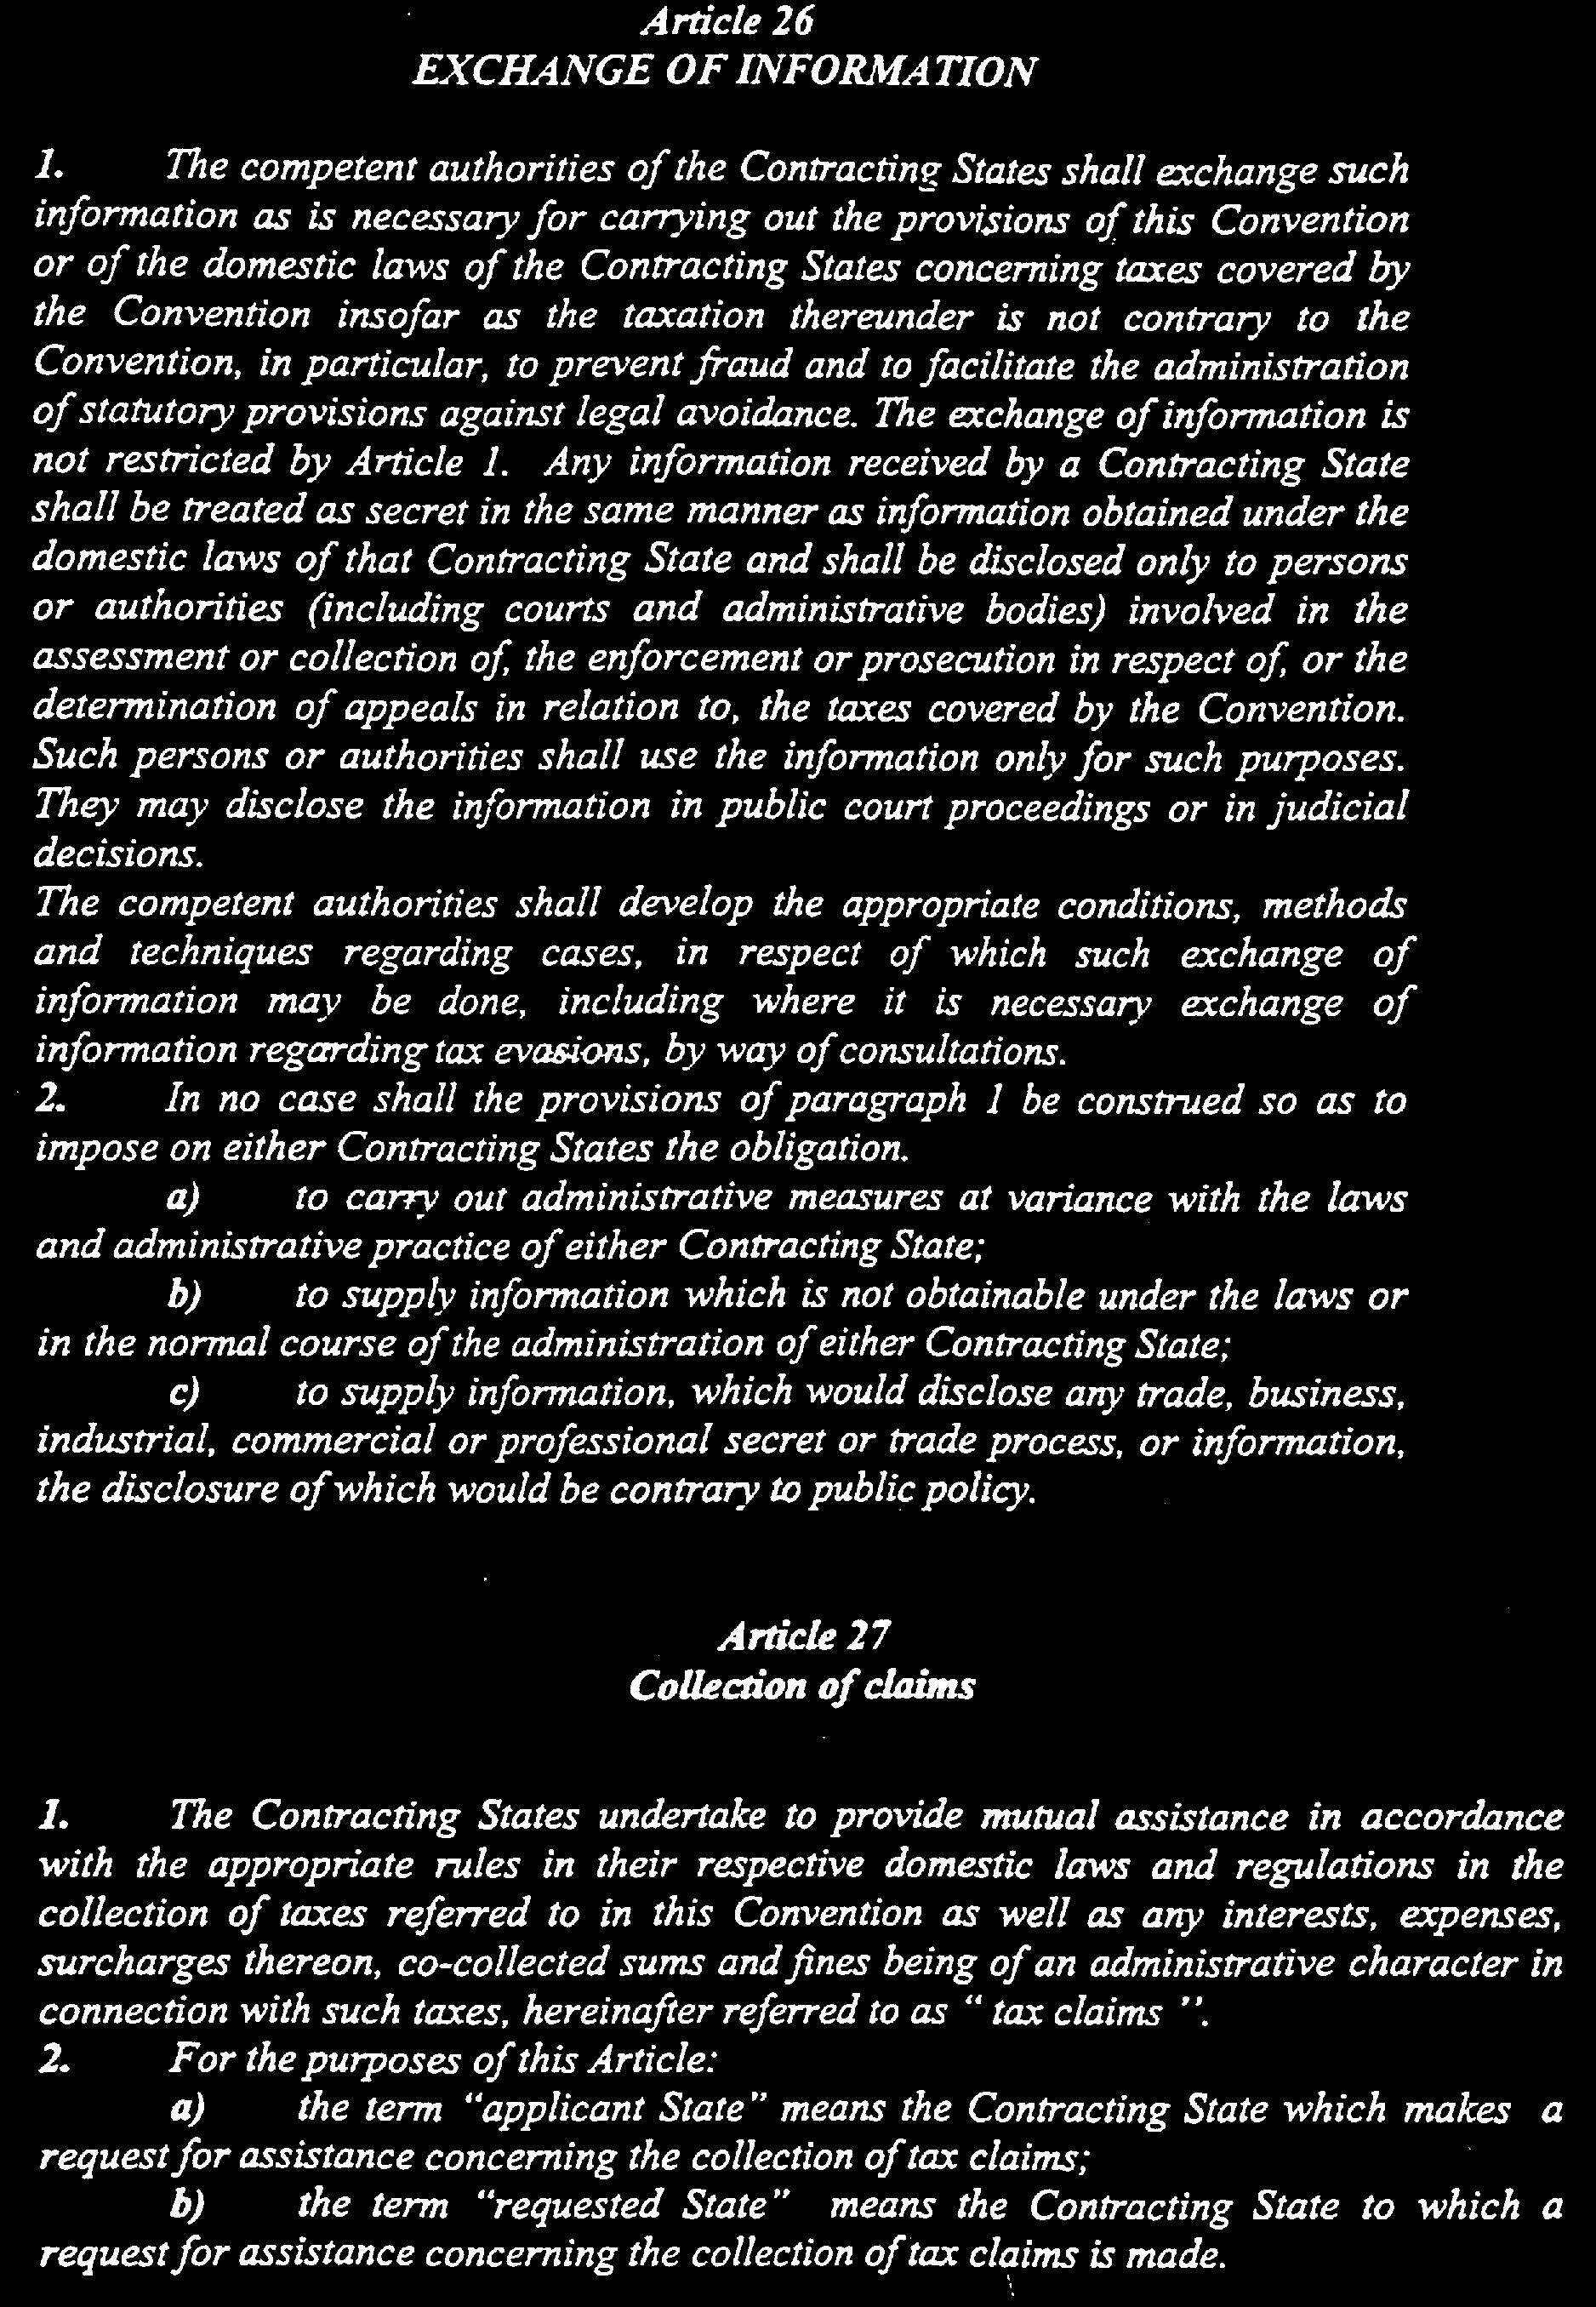 Article 26
EXCHANGE OF INFORMATION
1. The competent authorities of the Contracting States shall exchange such
information as is necessary for carrying out the provisions of this Convention
or of the domestic laws of the Contracting States concerning taxes covered by
the Convention insofar as the taxation thereunder is not contrary to the
Convention, in particular, to prevent fraud and to facilitate the administration
of statutory provisions against legal avoidance. The exchange of information is
not restricted by Article 1. Any information received by a Contracting State
shall be treated as secret in the same manner as information obtained under the
domestic laws of that Contracting State and shall be disclosed only to persons
or authorities (including courts and administrative bodies) involved in the
assessment or collection of, the enforcement or prosecution in respect of, or the
determination of appeals in relation to, the taxes covered by the Convention.
Such persons or authorities shall use the information only for such purposes.
They may disclose the information in public court proceedings or in judicial
decisions.
The competent authorities shall develop the appropriate conditions, methods
and techniques regarding cases, in respect of which such exchange of
information may be done, including where it is necessary exchange of
information regarding tax evasions, by way of consultations.
2. In no case shall the provisions of paragraph 1 be construed so as to
impose on either Contracting States the obligation.
a) to carry out administrative measures at variance with the laws
and administrative practice of either Contracting State;
b) to supply information which is not obtainable under the laws or
in the normal course of the administration of either Contracting State;
c) to supply information, which would disclose any trade, business,
industrial, commercial or professional secret or trade process, or information,
the disclosure of which would be contrary to public policy.
Article 27
Collection of claims
1. The Contracting States undertake to provide mutual assistance in accordance
with the appropriate rules in their respective domestic laws and regulations in the
collection of taxes referred to in this Convention as well as any interests, expenses,
surcharges thereon, co-collected sums and fines being of an administrative character in
connection with such taxes, hereinafter referred to as “ tax claims ”.
2. For the purposes of this Article:
a) the term “applicant State” means the Contracting State which makes a
request for assistance concerning the collection of tax claims;
b) the term “requested State” means the Contracting State to which a
request for assistance concerning the collection of tax claims is made.